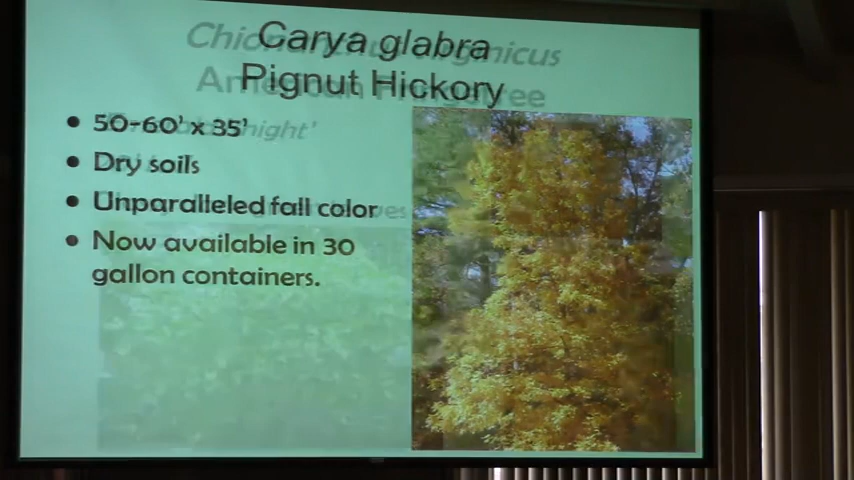 Carya glabra
Pignut Hickory
• 50-60' x 35'
• Dry soils
• Unparalleled fall color
• Now available in 30
gallon containers.